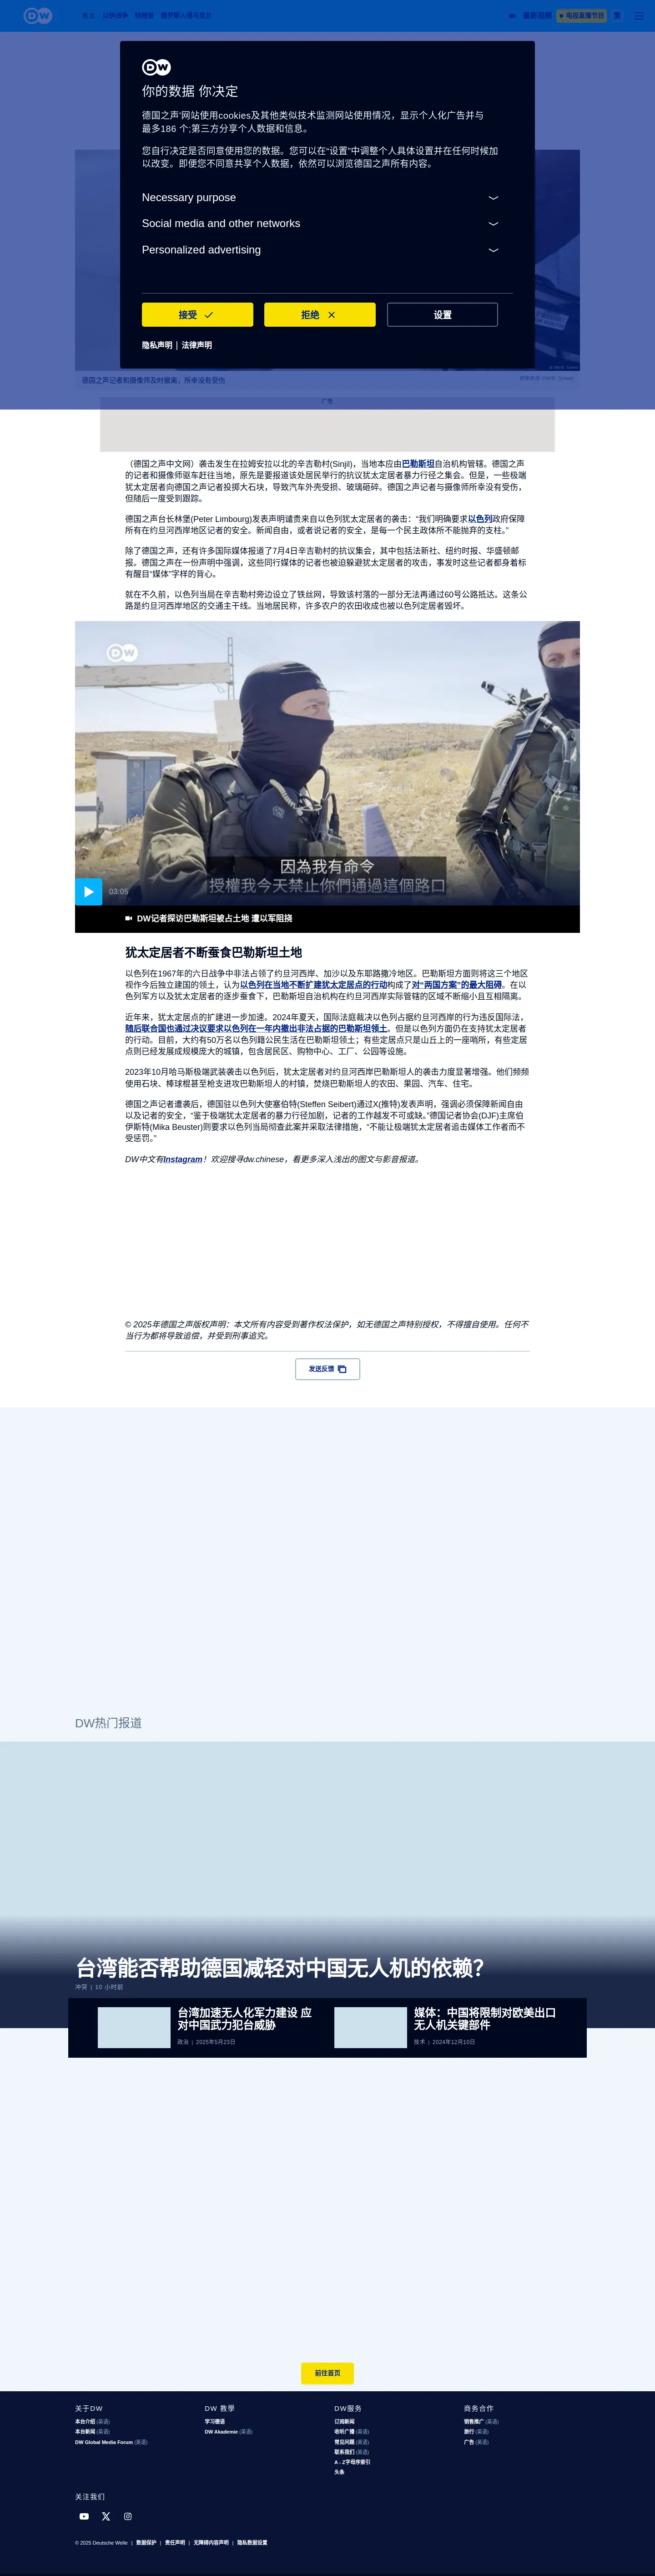 DW
首页 以伊战争 特稿管 俄罗斯入侵乌克兰
最新视频 电视直播节目
DW
你的数据 你决定
德国之声'网站使用cookies及其他类似技术监测网站使用情况，显示个人化广告并与
最多186 个;第三方分享个人数据和信息。
您自行决定是否同意使用您的数据。您可以在“设置”中调整个人具体设置并在任何时候加
以改变。即便您不同意共享个人数据，依然可以浏览德国之声所有内容。
Necessary purpose
Social media and other networks
Personalized advertising
接受
拒绝
设置
隐私声明 | 法律声明
德国之声记者和摄像师及时撤离，所幸没有受伤
广告
（德国之声中文网）袭击发生在拉姆安拉以北的辛吉勒村(Sinjil)，当地本应由巴勒斯坦自治机构管辖。德国之声
的记者和摄像师驱车赶往当地，原先是要报道该处居民举行的抗议犹太定居者暴力行径之集会。但是，一些极端
犹太定居者向德国之声记者投掷大石块，导致汽车外壳受损、玻璃砸碎。德国之声记者与摄像师所幸没有受伤，
但随后一度受到跟踪。
德国之声台长林堡(Peter Limbourg)发表声明谴责来自以色列犹太定居者的袭击：“我们明确要求以色列政府保障
所有在约旦河西岸地区记者的安全。新闻自由，或者说记者的安全，是每一个民主政体所不能抛弃的支柱。”
除了德国之声，还有许多国际媒体报道了7月4日辛吉勒村的抗议集会，其中包括法新社、纽约时报、华盛顿邮
报。德国之声在一份声明中强调，这些同行媒体的记者也被迫躲避犹太定居者的攻击，事发时这些记者都身着标
有醒目“媒体”字样的背心。
就在不久前，以色列当局在辛吉勒村旁边设立了铁丝网，导致该村落的一部分无法再通过60号公路抵达。这条公
路是约旦河西岸地区的交通主干线。当地居民称，许多农户的农田收成也被以色列定居者毁坏。
DW
因為我有命令
授權我今天禁止你們通過這個路口
03:05
DW记者探访巴勒斯坦被占土地 遭以军阻挠
犹太定居者不断蚕食巴勒斯坦土地
以色列在1967年的六日战争中非法占领了约旦河西岸、加沙以及东耶路撒冷地区。巴勒斯坦方面则将这三个地区
视作今后独立建国的领土，认为以色列在当地不断扩建犹太定居点的行动构成了对“两国方案”的最大阻碍。在以
色列军方以及犹太定居者的逐步蚕食下，巴勒斯坦自治机构在约旦河西岸实际管辖的区域不断缩小且互相隔离。
近年来，犹太定居点的扩建进一步加速。2024年夏天，国际法庭裁决以色列占据约旦河西岸的行为违反国际法，
随后联合国也通过决议要求以色列在一年内撤出非法占据的巴勒斯坦领土。但是以色列方面仍在支持犹太定居者
的行动。目前，大约有50万名以色列籍公民生活在巴勒斯坦领土；有些定居点只是山丘上的一座哨所，有些定居
点则已经发展成规模庞大的城镇，包含居民区、购物中心、工厂、公园等设施。
2023年10月哈马斯极端武装袭击以色列后，犹太定居者对约旦河西岸巴勒斯坦人的袭击力度显著增强。他们频频
使用石块、棒球棍甚至枪支进攻巴勒斯坦人的村镇，焚烧巴勒斯坦人的农田、果园、汽车、住宅。
德国之声记者遭袭后，德国驻以色列大使塞伯特(Steffen Seibert)通过X(推特)发表声明，强调必须保障新闻自由
以及记者的安全，“鉴于极端犹太定居者的暴力行径加剧，记者的工作越发不可或缺。”德国记者协会(DJF)主席伯
伊斯特(Mika Beuster)则要求以色列当局彻查此案并采取法律措施，“不能让极端犹太定居者追击媒体工作者而不
受惩罚。”
DW中文有Instagram！欢迎搜寻dw.chinese，看更多深入浅出的图文与影音报道。
© 2025年德国之声版权声明：本文所有内容受到著作权法保护，如无德国之声特别授权，不得擅自使用。任何不
当行为都将导致追偿，并受到刑事追究。
发送反馈
DW热门报道
台湾能否帮助德国减轻对中国无人机的依赖？
冲突 | 10 小时前
台湾加速无人化军力建设 应
对中国武力犯台威胁
政治 | 2025年5月23日
媒体：中国将限制对欧美出口
无人机关键部件
技术 | 2024年12月10日
前往首页
关于DW
本台介绍 (英语)
本台新闻 (英语)
DW Global Media Forum (英语)
DW 教學
学习德语
DW Akademie (英语)
DW服务
订阅新闻
收听广播 (英语)
常见问题 (英语)
联系我们 (英语)
A - Z字母序索引
头条
商务合作
销售推广 (英语)
旅行 (英语)
广告 (英语)
关注我们
© 2025 Deutsche Welle | 数据保护 | 责任声明 | 无障碍内容声明 | 隐私数据设置